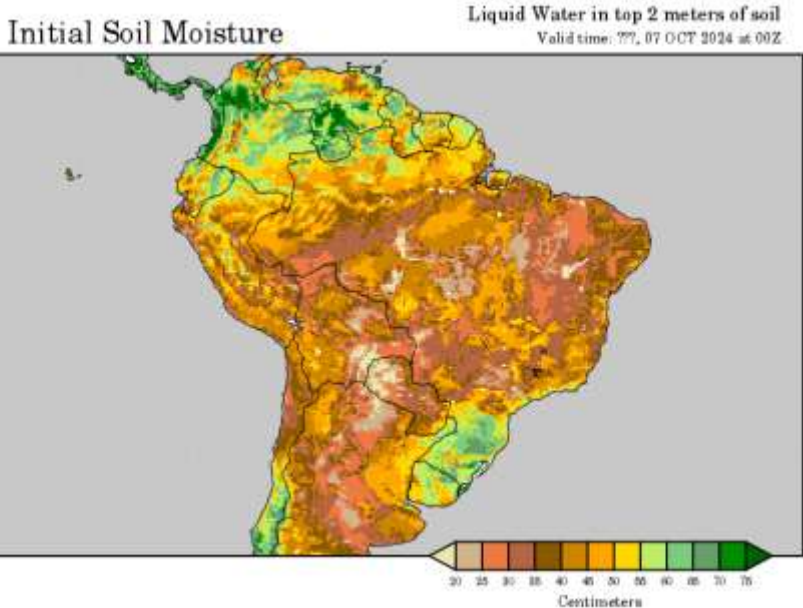 Initial Soil Moisture
Liquid Water in top 2 meters of soil
Valid time: ???, 07 OCT 2024 at 00Z
20 25 30 35 40 45 50 55 60 65 70 75
Centimeters